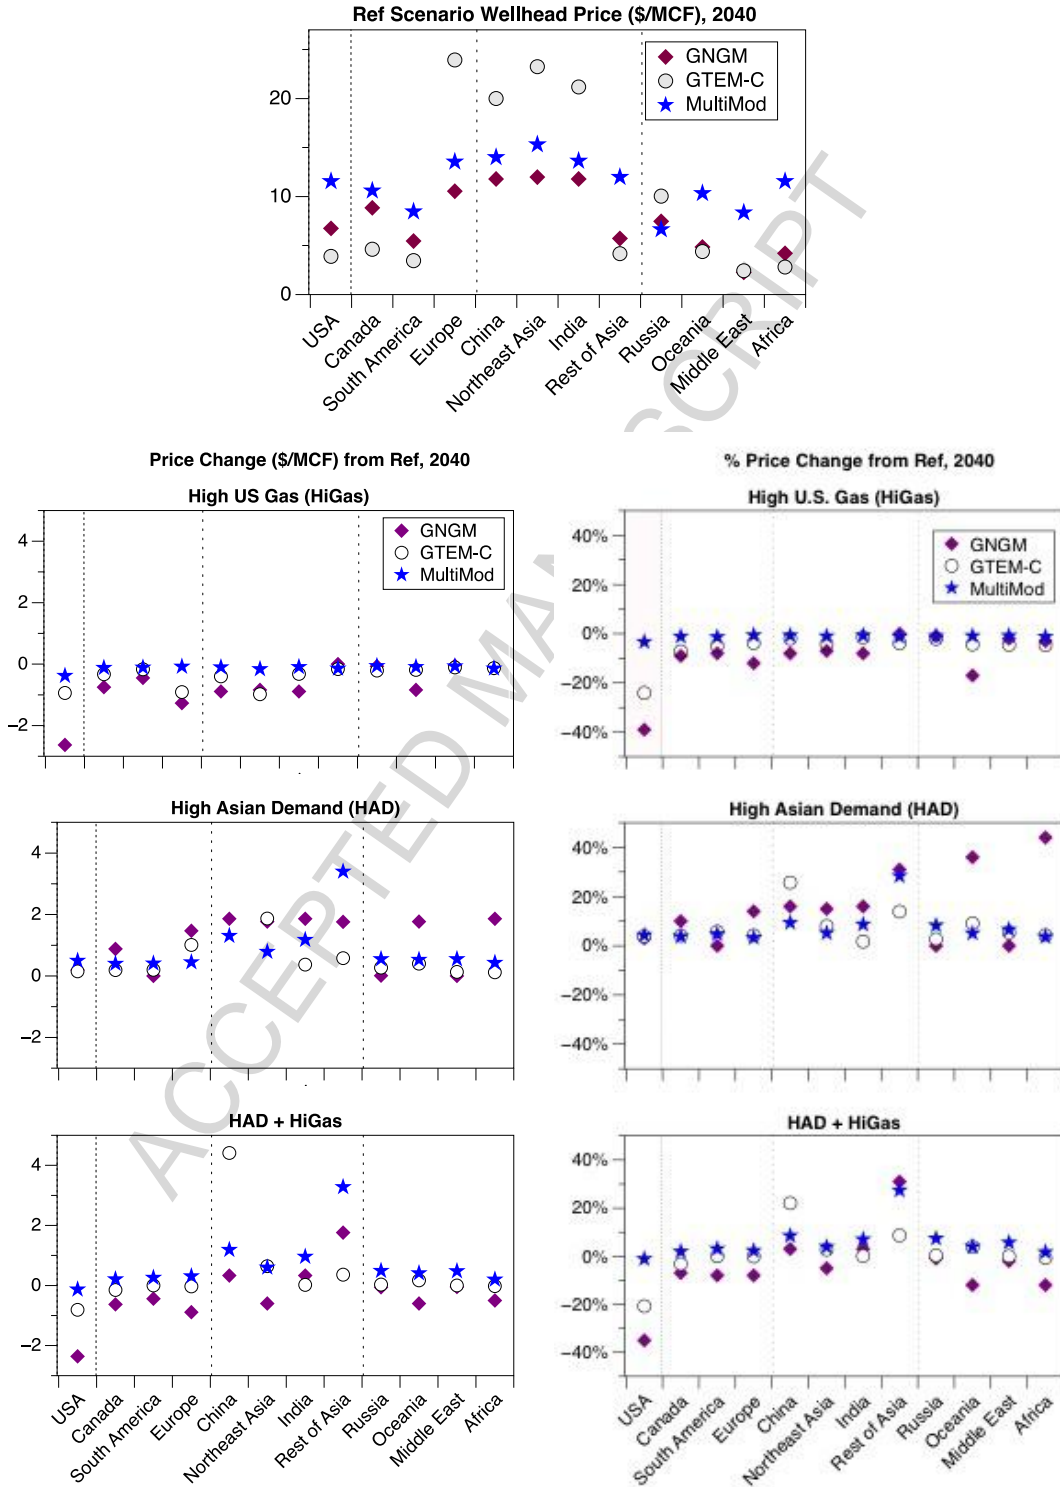 Ref Scenario Wellhead Price ($/MCF), 2040
GNGM
GTEM-C
MultiMod
20
10
0
USA
Canada
South America
Europe
China
Northeast Asia
India
Rest of Asia
Russia
Oceania
Middle East
Africa
ACCEPTED MANUSCRIPT
Price Change ($/MCF) from Ref, 2040
High US Gas (HiGas)
4
2
0
−2
GNGM
GTEM-C
MultiMod
% Price Change from Ref, 2040
High U.S. Gas (HiGas)
40%
20%
0%
−20%
−40%
GNGM
GTEM-C
MultiMod
High Asian Demand (HAD)
4
2
0
−2
High Asian Demand (HAD)
40%
20%
0%
−20%
−40%
HAD + HiGas
4
2
0
−2
USA
Canada
South America
Europe
China
Northeast Asia
India
Rest of Asia
Russia
Oceania
Middle East
Africa
HAD + HiGas
40%
20%
0%
−20%
−40%
USA
Canada
South America
Europe
China
Northeast Asia
India
Rest of Asia
Russia
Oceania
Middle East
Africa